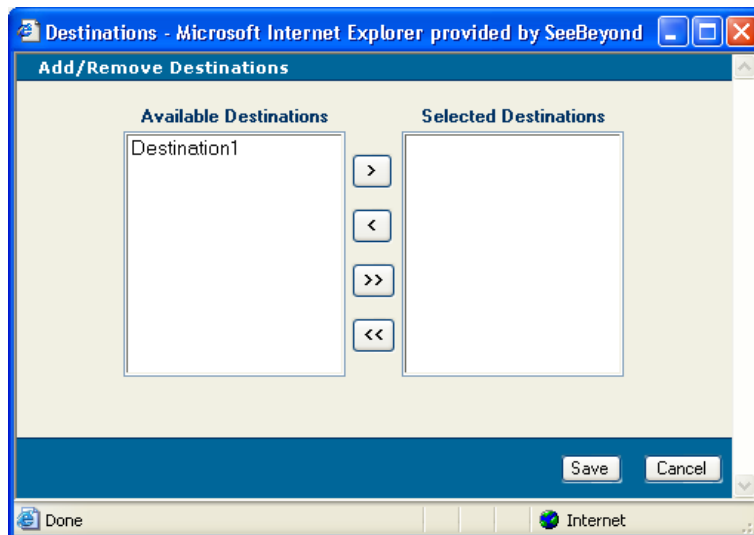 Destinations - Microsoft Internet Explorer provided by SeeBeyond
Add/Remove Destinations
Available Destinations
Selected Destinations
Destination1
>
<
>>
<<
Save
Cancel
Done
Internet